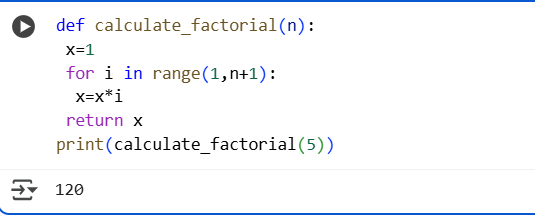 def calculate_factorial(n):
 x=1
 for i in range(1,n+1):
  x=x*i
 return x
print(calculate_factorial(5))
120